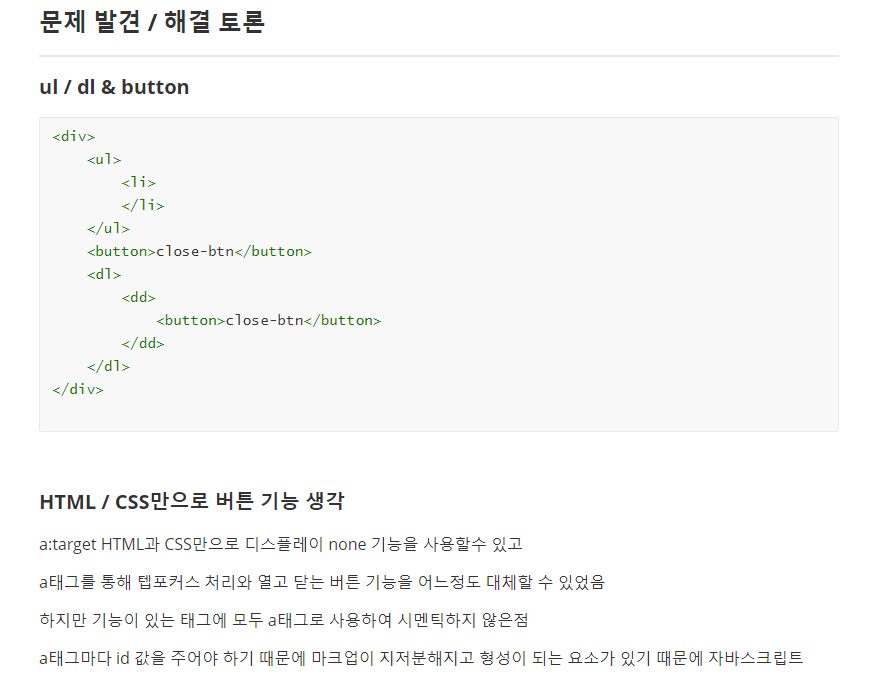 문제 발견 / 해결 토론
ul / dl & button
<div>
    <ul>
        <li>
        </li>
    </ul>
    <button>close-btn</button>
    <dl>
        <dd>
            <button>close-btn</button>
        </dd>
    </dl>
</div>
HTML / CSS만으로 버튼 기능 생각
a:target HTML과 CSS만으로 디스플레이 none 기능을 사용할수 있고
a태그를 통해 텝포커스 처리와 열고 닫는 버튼 기능을 어느정도 대체할 수 있었음
하지만 기능이 있는 태그에 모두 a태그로 사용하여 시멘틱하지 않은점
a태그마다 id 값을 주어야 하기 때문에 마크업이 지저분해지고 형성이 되는 요소가 있기 때문에 자바스크립트